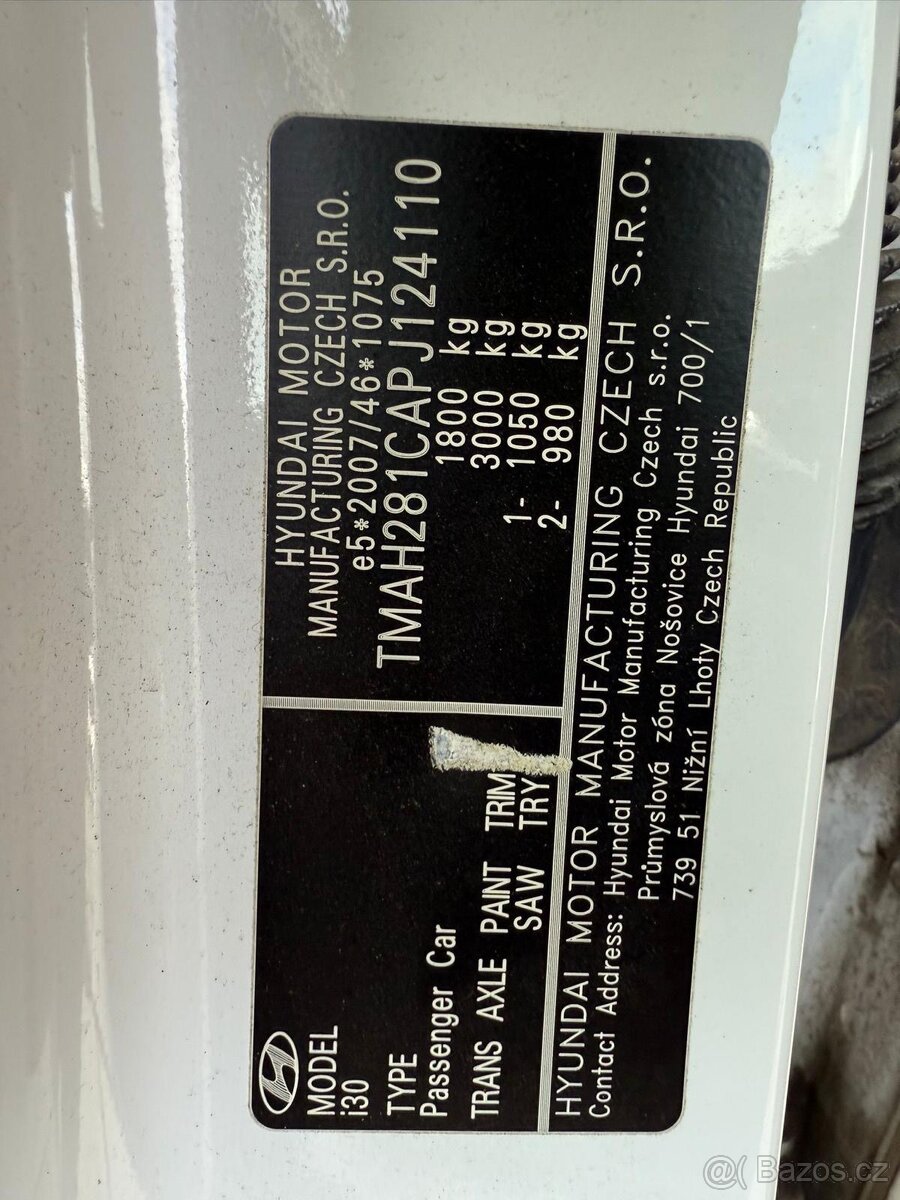 MODEL
i30
TYPE
Passenger Car
TRANS AXLE PAINT TRIM
SAW TRY
HYUNDAI MOTOR
MANUFACTURING CZECH S.R.O.
e5*2007/46*1075
TMAH281CAPJ124110
1800 kg
3000 kg
1- 1050 kg
2- 980 kg
HYUNDAI MOTOR MANUFACTURING CZECH S.R.O.
Contact Address: Hyundai Motor Manufacturing Czech s.r.o.
Průmyslová zóna Nošovice Hyundai 700/1
739 51 Nižní Lhoty Czech Republic
@( Bazos.cz